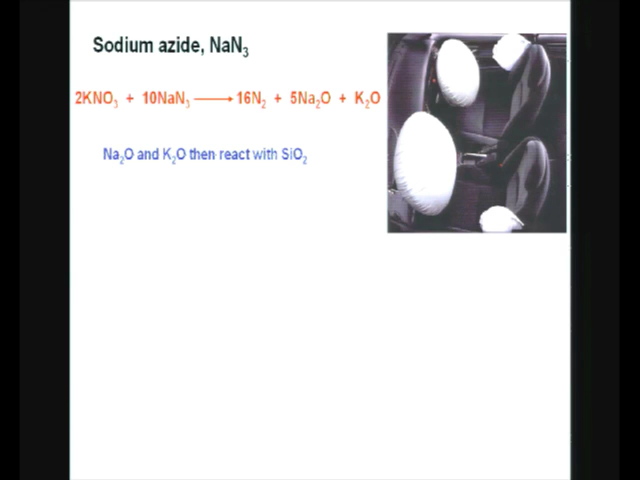 Sodium azide, NaN₃
2KNO₃ + 10NaN₃ ⟶ 16N₂ + 5Na₂O + K₂O
Na₂O and K₂O then react with SiO₂